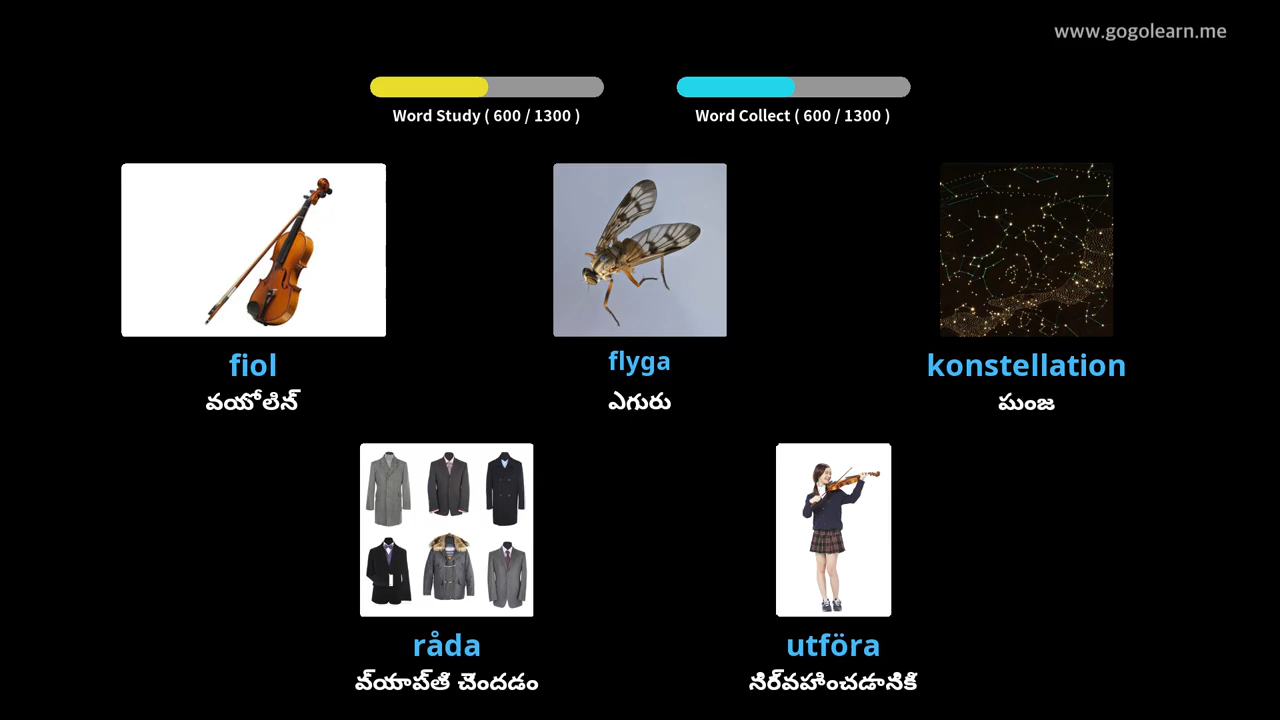 www.gogolearn.me
Word Study ( 600 / 1300 )
Word Collect ( 600 / 1300 )
fiol
వయోలిన్
flyga
ఎగురు
konstellation
పుంజ
råda
వ్యాప్తి చెందడం
utföra
నిర్వహించడానికి